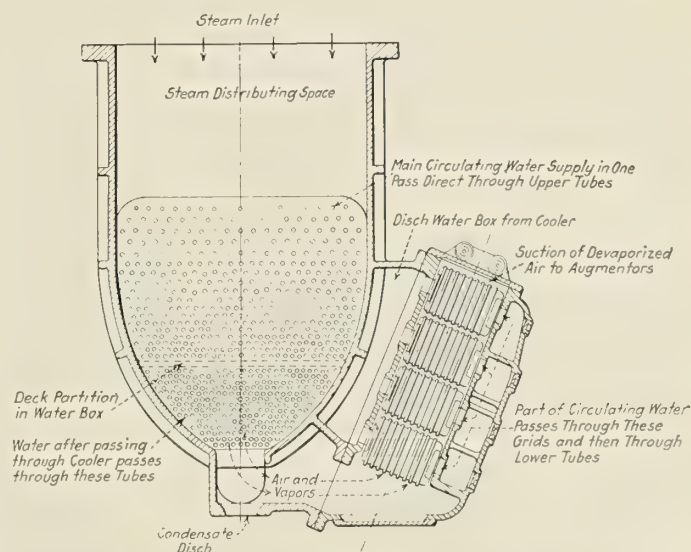 Steam Inlet
Steam Distributing Space
Main Circulating Water Supply in One
Pass Direct Through Upper Tubes
Disch Water Box from Cooler
Suction of Devaporized
Air to Augmentors
Deck Partition
in Water Box
Part of Circulating Water
Passes Through These
Grids and then Through
Lower Tubes
Water after passing
through Cooler passes
through these Tubes
Air and
Vapors
Condensate
Disch